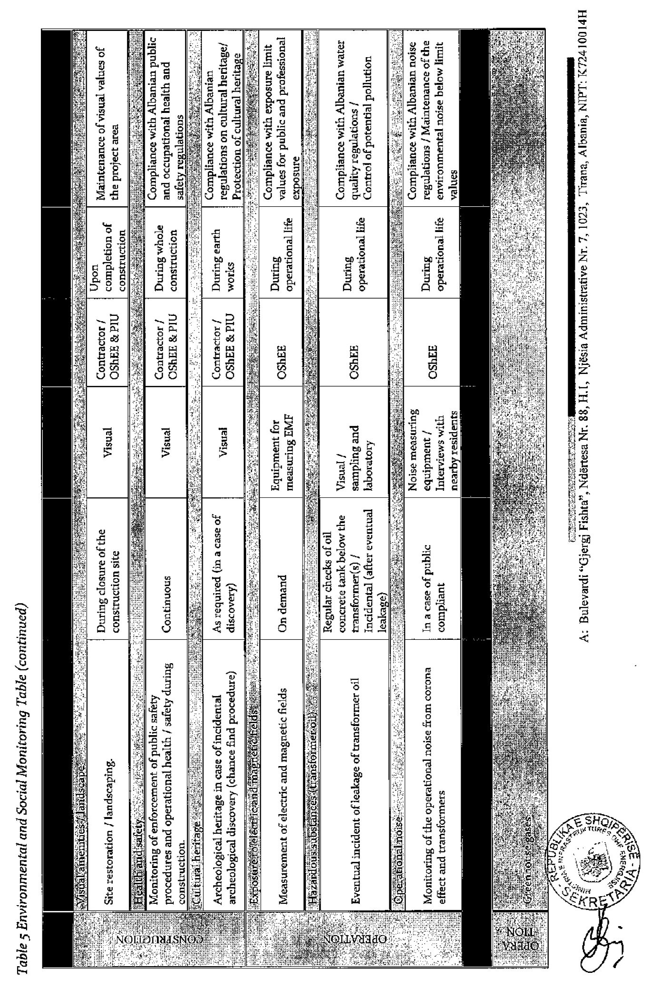 Table 5 Environmental and Social Monitoring Table (continued)
CONSTRUCTION
Visual amenities / landscape
Site restoration / landscaping.
During closure of the
construction site
Visual
Contractor /
OShEE & PIU
Upon
completion of
construction
Maintenance of visual values of
the project area
Health and safety
Monitoring of enforcement of public safety
procedures and operational health / safety during
construction.
Continuous
Visual
Contractor /
OShEE & PIU
During whole
construction
Compliance with Albanian public
and occupational health and
safety regulations
Cultural heritage
Archeological heritage in case of incidental
archeological discovery (chance find procedure)
As required (in a case of
discovery)
Visual
Contractor /
OShEE & PIU
During earth
works
Compliance with Albanian
regulations on cultural heritage/
Protection of cultural heritage
OPERATION
Exposure to electric and magnetic fields
Measurement of electric and magnetic fields
On demand
Equipment for
measuring EMF
OShEE
During
operational life
Compliance with exposure limit
values for public and professional
exposure
Hazardous substances (transformer oil)
Eventual incident of leakage of transformer oil
Regular checks of oil
concrete tank below the
transformer(s) /
Incidental (after eventual
leakage)
Visual /
sampling and
laboratory
OShEE
During
operational life
Compliance with Albanian water
quality regulations /
Control of potential pollution
Operational noise
Monitoring of the operational noise from corona
effect and transformers
In a case of public
compliant
Noise measuring
equipment /
Interviews with
nearby residents
OShEE
During
operational life
Compliance with Albanian noise
regulations / Maintenance of the
environmental noise below limit
values
OPERA
TION
Greenhouse gases
REPUBLIKA E SHQIPËRISË
MINISTRIA E INFRASTRUKTURËS DHE ENERGJISË
- SEKRETARIA -
A: Bulevardi “Gjergj Fishta”, Ndërtesa Nr. 88, H.1, Njësia Administrative Nr. 7, 1023, Tirana, Albania, NIPT: K72410014H